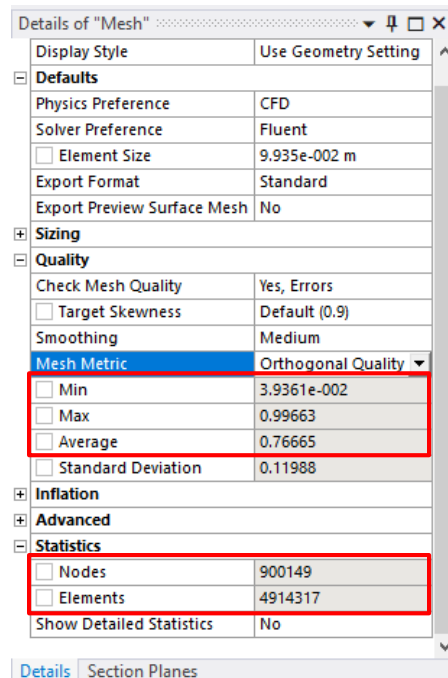 Details of "Mesh"
Display Style Use Geometry Setting
Defaults
Physics Preference CFD
Solver Preference Fluent
Element Size 9.935e-002 m
Export Format Standard
Export Preview Surface Mesh No
Sizing
Quality
Check Mesh Quality Yes, Errors
Target Skewness Default (0.9)
Smoothing Medium
Mesh Metric Orthogonal Quality
Min 3.9361e-002
Max 0.99663
Average 0.76665
Standard Deviation 0.11988
Inflation
Advanced
Statistics
Nodes 900149
Elements 4914317
Show Detailed Statistics No
Details Section Planes